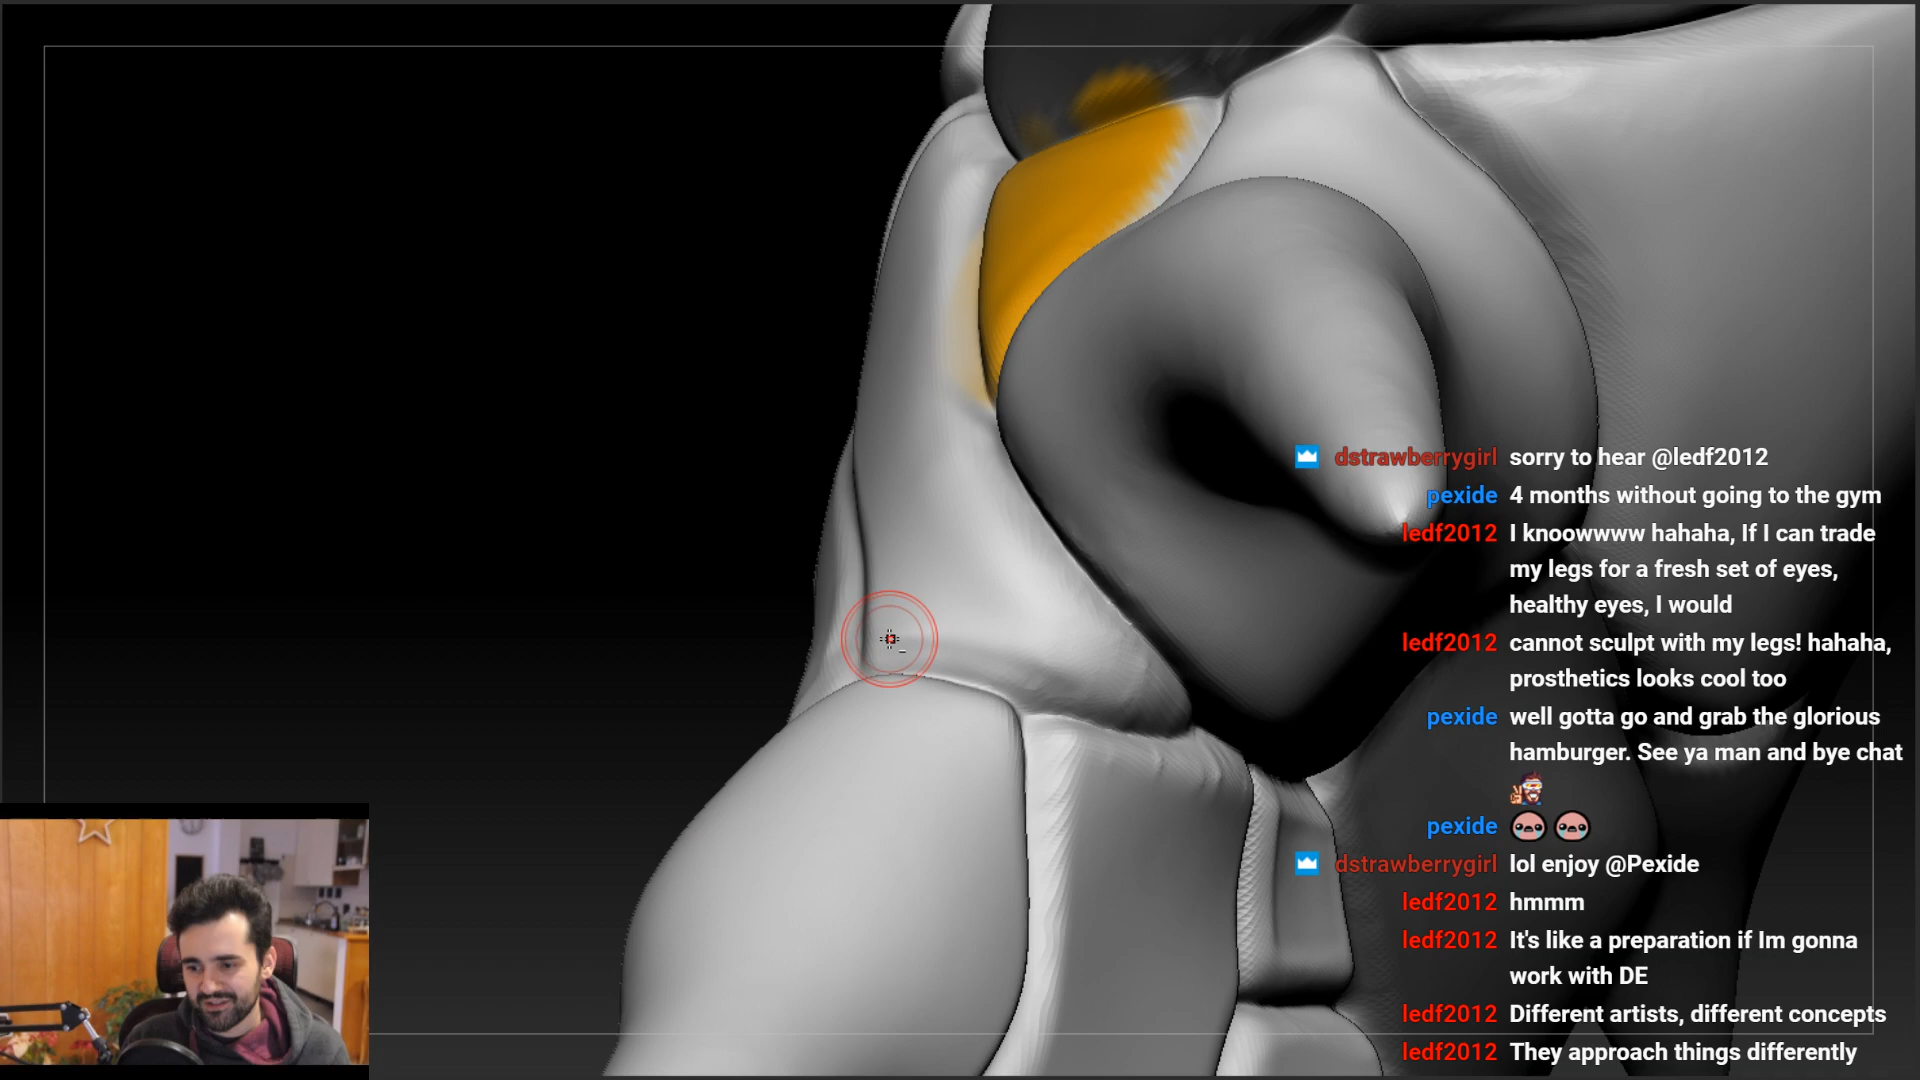 dstrawberrygirl sorry to hear @ledf2012
pexide 4 months without going to the gym
ledf2012 I knoowwww hahaha, If I can trade
my legs for a fresh set of eyes,
healthy eyes, I would
ledf2012 cannot sculpt with my legs! hahaha,
prosthetics looks cool too
pexide well gotta go and grab the glorious
hamburger. See ya man and bye chat
pexide
dstrawberrygirl lol enjoy @Pexide
ledf2012 hmmm
ledf2012 It's like a preparation if Im gonna
work with DE
ledf2012 Different artists, different concepts
ledf2012 They approach things differently